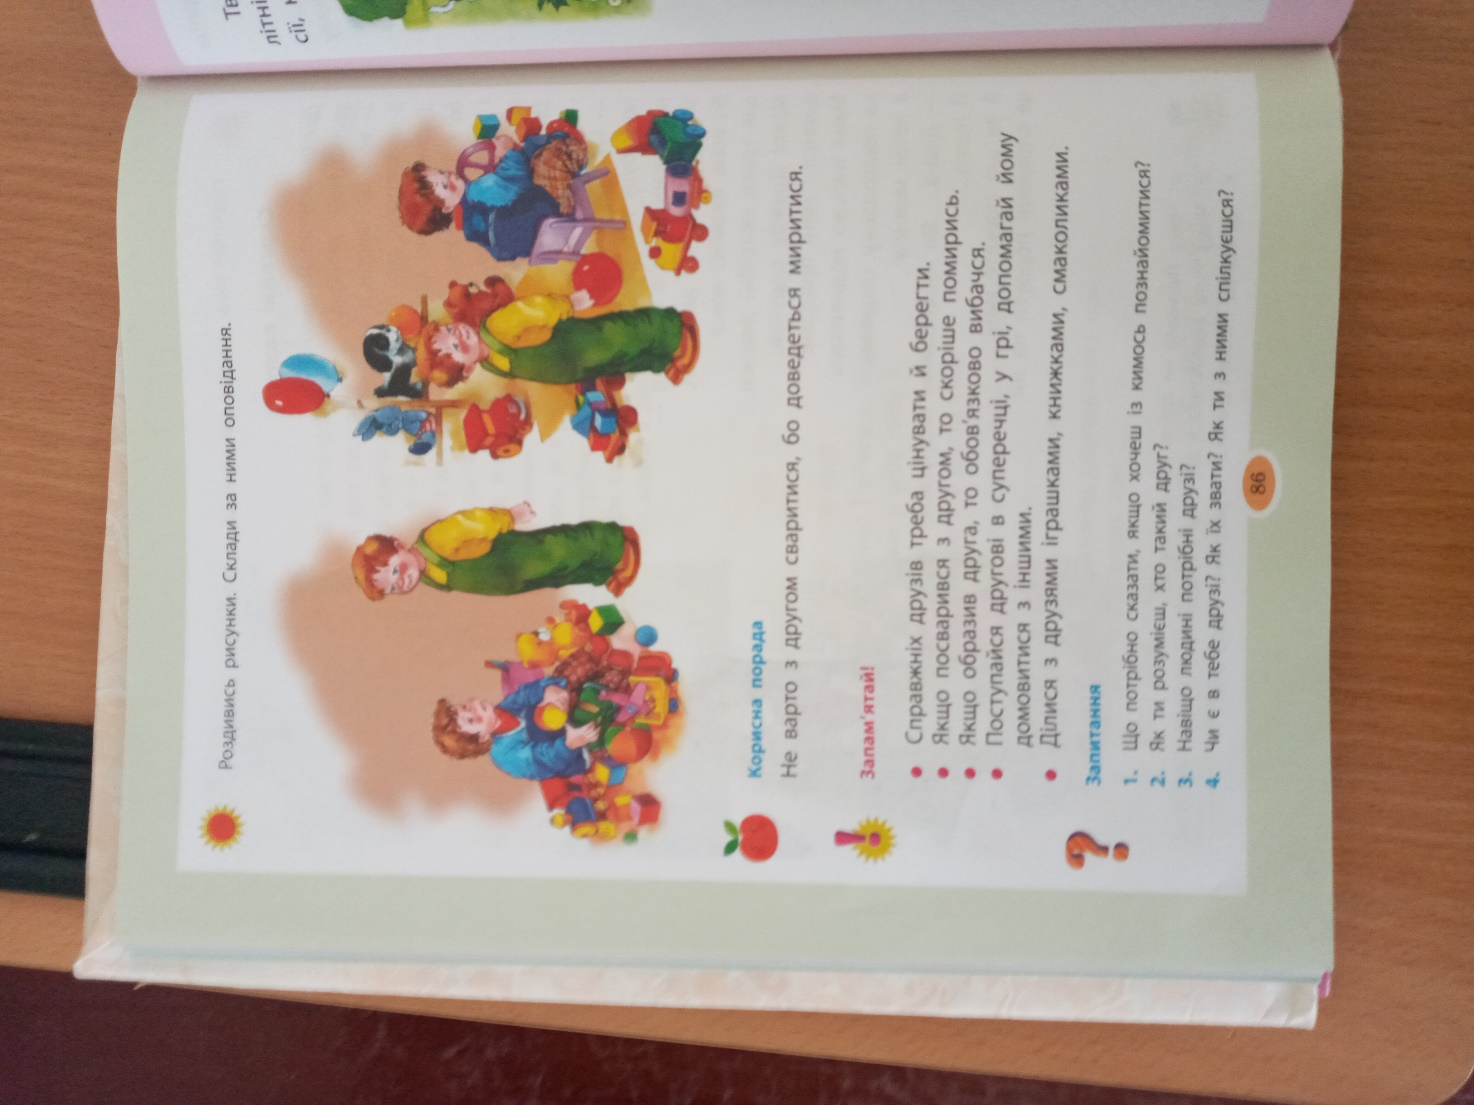 Роздивись рисунки. Склади за ними оповідання.
Корисна порада
Не варто з другом сваритися, бо доведеться миритися.
Запам'ятай!
• Справжніх друзів треба цінувати й берегти.
• Якщо посварився з другом, то скоріше помирись.
• Якщо образив друга, то обов'язково вибачся.
• Поступайся другові в суперечці, у грі, допомагай йому
домовитися з іншими.
• Ділися з друзями іграшками, книжками, смаколиками.
Запитання
1. Що потрібно сказати, якщо хочеш із кимось познайомитися?
2. Як ти розумієш, хто такий друг?
3. Навіщо людині потрібні друзі?
4. Чи є в тебе друзі? Як їх звати? Як ти з ними спілкуєшся?
86
літні
сії,